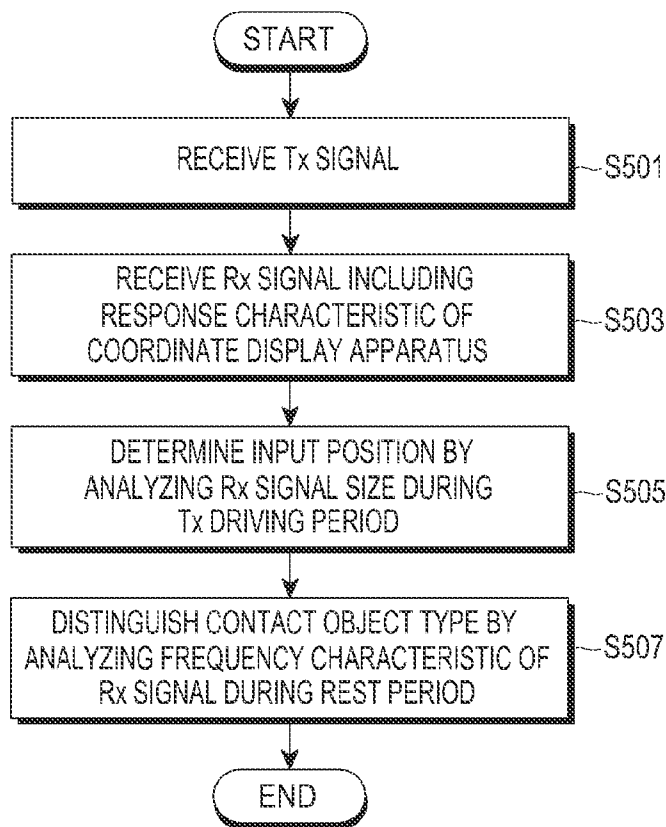 START
RECEIVE Tx SIGNAL
S501
RECEIVE Rx SIGNAL INCLUDING
RESPONSE CHARACTERISTIC OF
COORDINATE DISPLAY APPARATUS
S503
DETERMINE INPUT POSITION BY
ANALYZING Rx SIGNAL SIZE DURING
Tx DRIVING PERIOD
S505
DISTINGUISH CONTACT OBJECT TYPE BY
ANALYZING FREQUENCY CHARACTERISTIC OF
Rx SIGNAL DURING REST PERIOD
S507
END